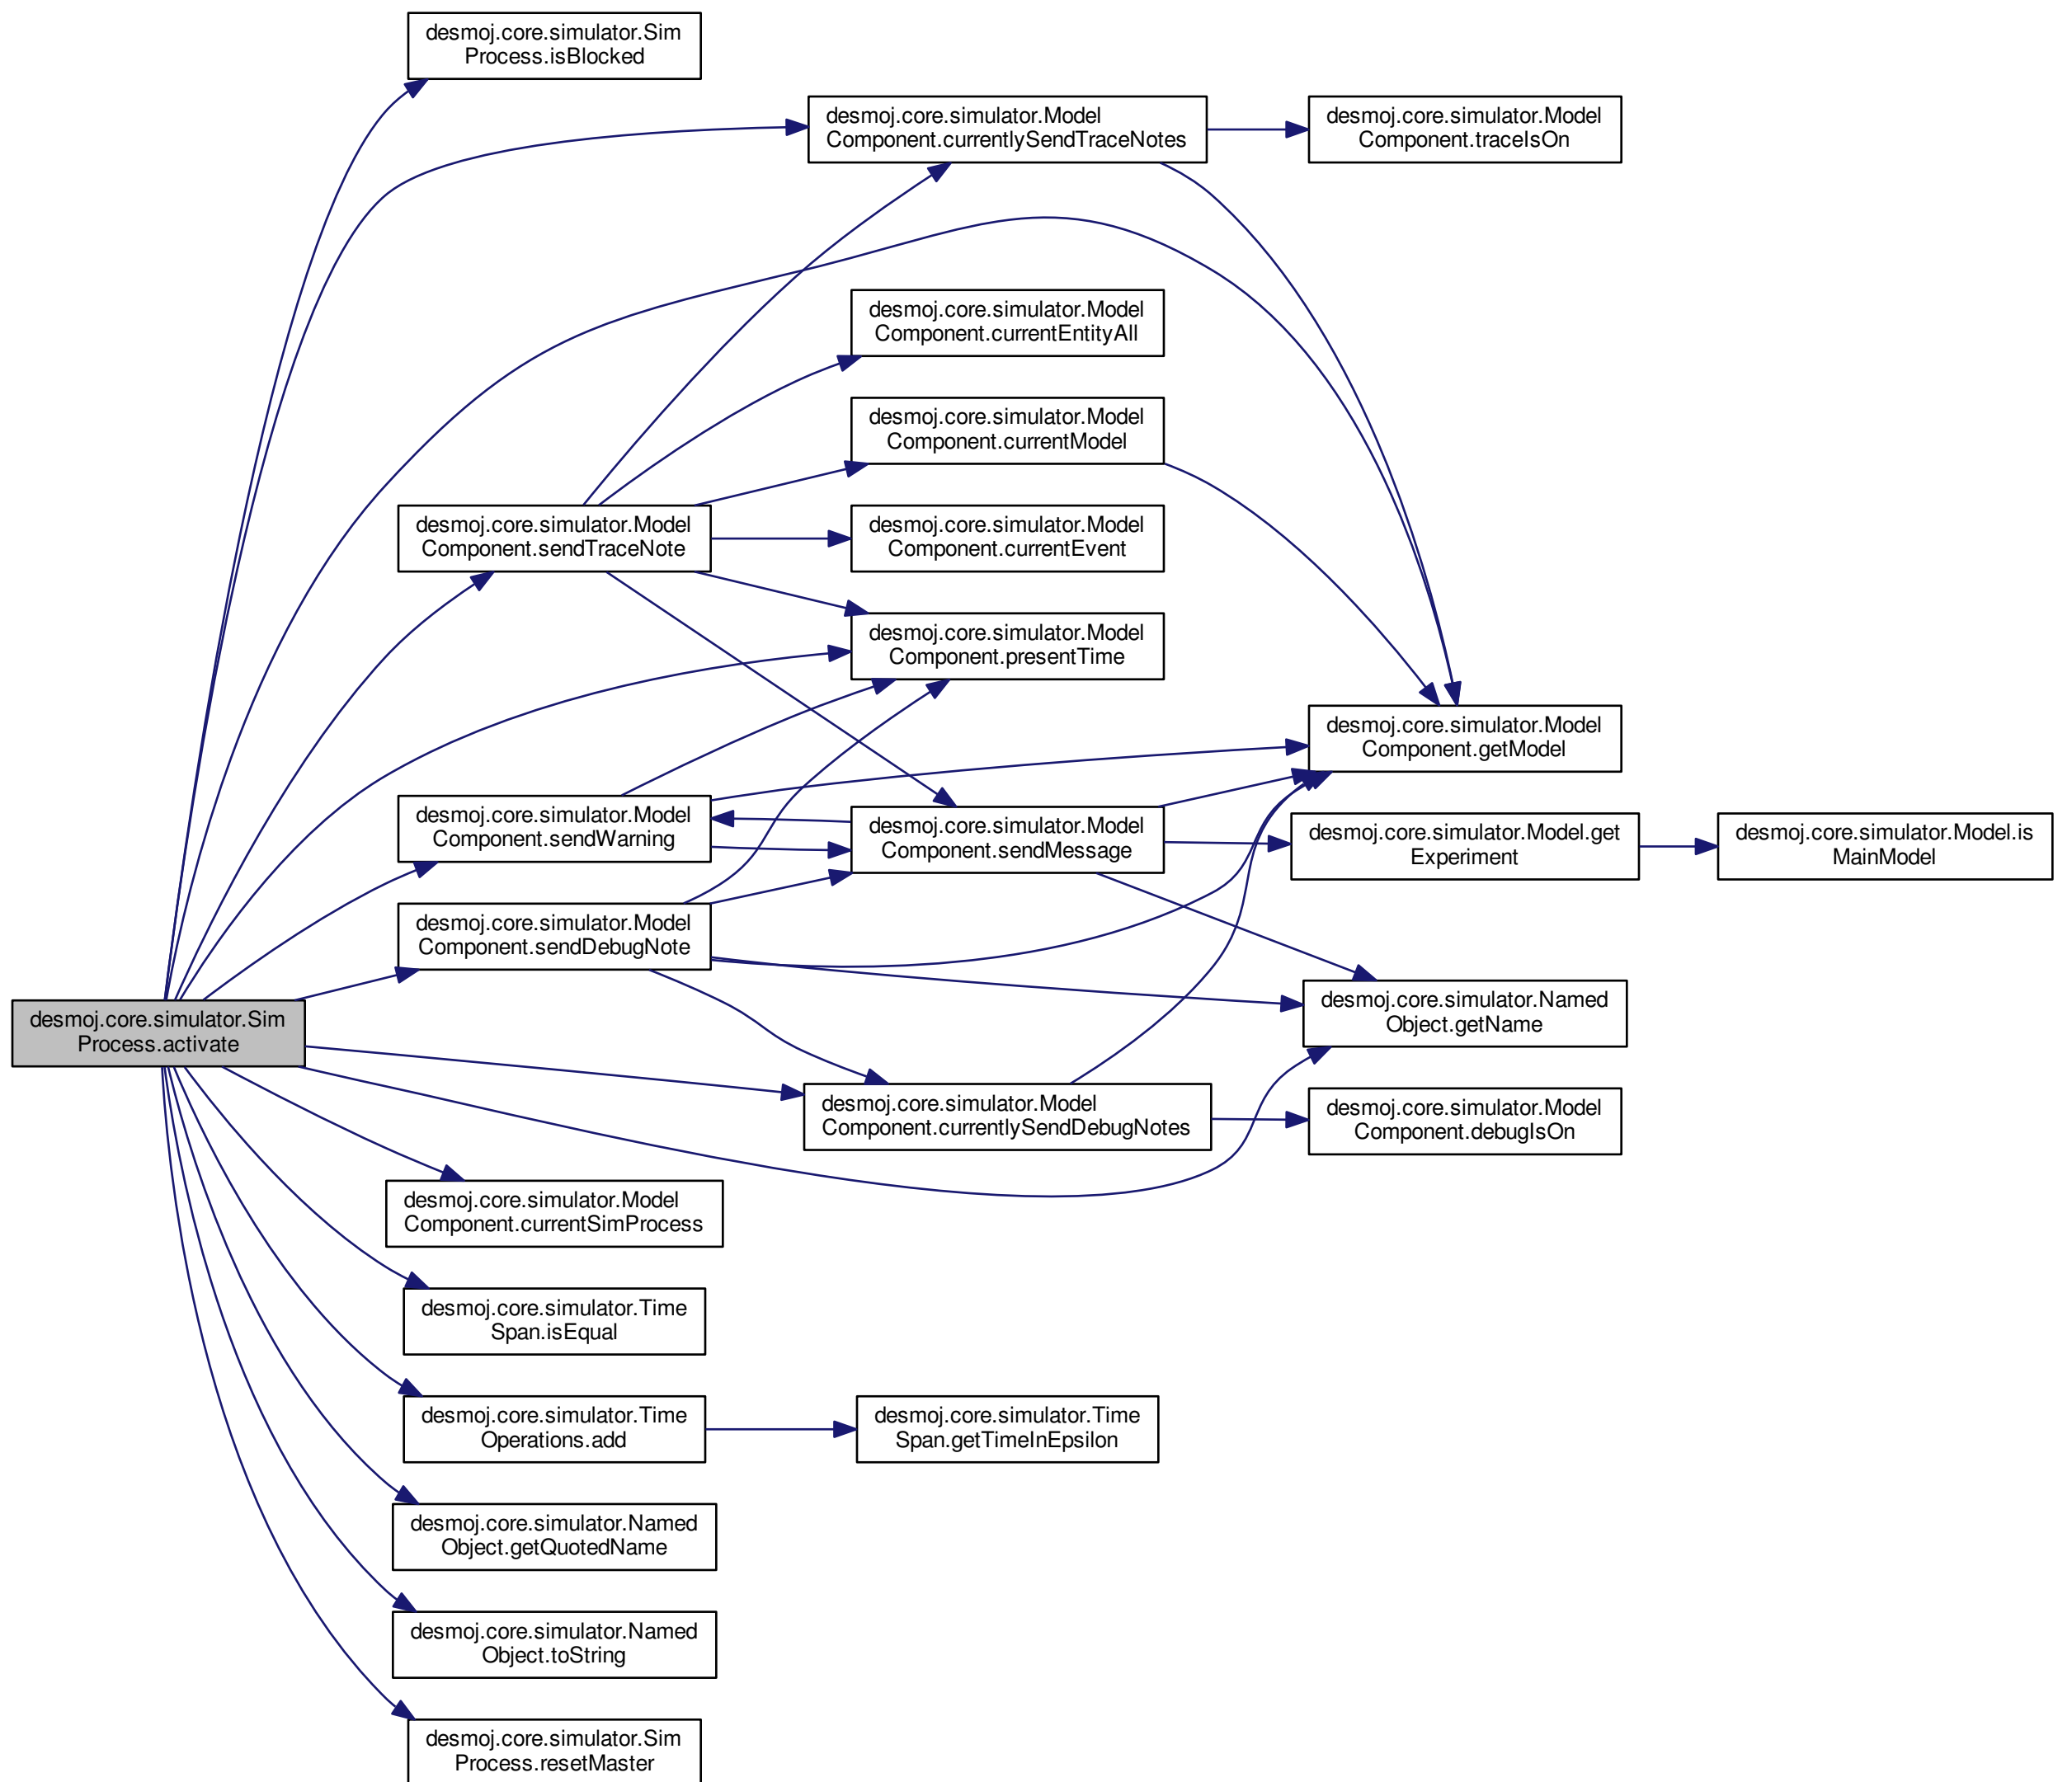 desmoj.core.simulator.Sim
Process.isBlocked
desmoj.core.simulator.Model
Component.currentlySendTraceNotes
desmoj.core.simulator.Model
Component.traceIsOn
desmoj.core.simulator.Model
Component.currentEntityAll
desmoj.core.simulator.Model
Component.currentModel
desmoj.core.simulator.Model
Component.sendTraceNote
desmoj.core.simulator.Model
Component.currentEvent
desmoj.core.simulator.Model
Component.presentTime
desmoj.core.simulator.Model
Component.getModel
desmoj.core.simulator.Model
Component.sendWarning
desmoj.core.simulator.Model
Component.sendMessage
desmoj.core.simulator.Model.get
Experiment
desmoj.core.simulator.Model.is
MainModel
desmoj.core.simulator.Model
Component.sendDebugNote
desmoj.core.simulator.Named
Object.getName
desmoj.core.simulator.Sim
Process.activate
desmoj.core.simulator.Model
Component.currentlySendDebugNotes
desmoj.core.simulator.Model
Component.debugIsOn
desmoj.core.simulator.Model
Component.currentSimProcess
desmoj.core.simulator.Time
Span.isEqual
desmoj.core.simulator.Time
Operations.add
desmoj.core.simulator.Time
Span.getTimeInEpsilon
desmoj.core.simulator.Named
Object.getQuotedName
desmoj.core.simulator.Named
Object.toString
desmoj.core.simulator.Sim
Process.resetMaster